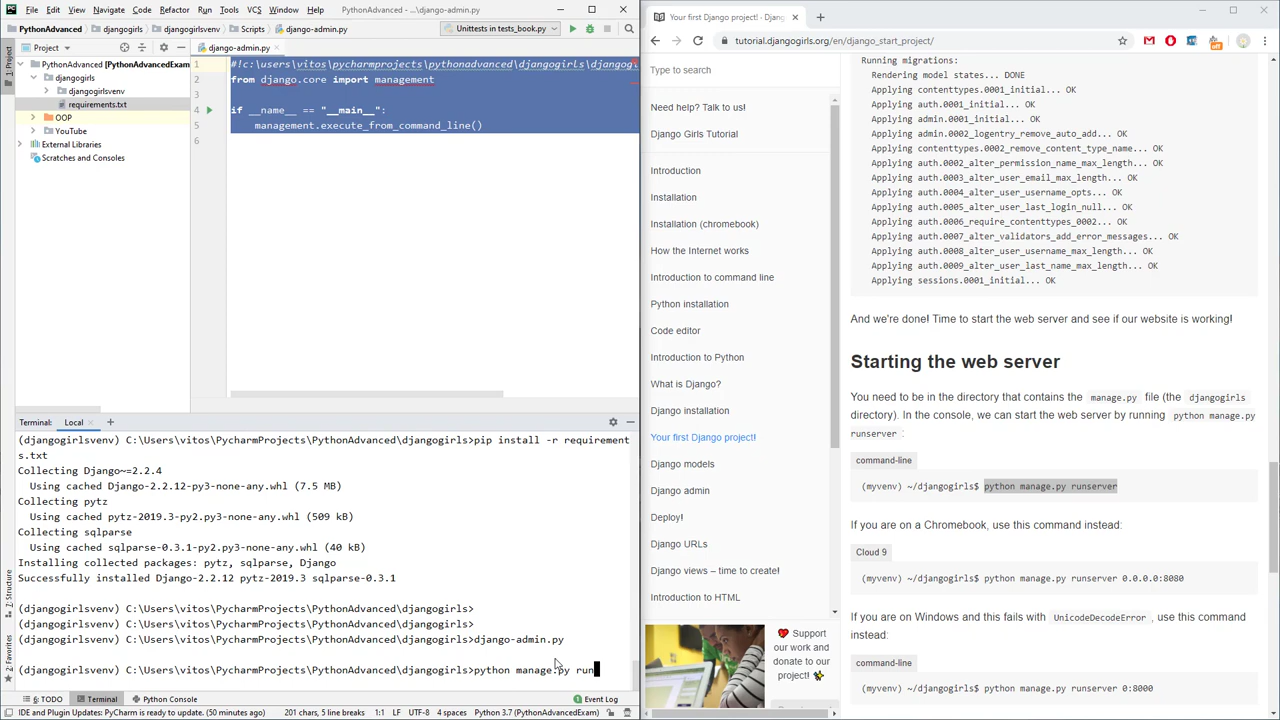 File Edit View Navigate Code Refactor Run Tools VCS Window Help PythonAdvanced - django-admin.py
PythonAdvanced djangogirls djangogirlsvenv Scripts django-admin.py Unittests in tests_book.py
1: Project
Project
PythonAdvanced [PythonAdvancedExam
djangogirls
djangogirlsvenv
requirements.txt
OOP
YouTube
External Libraries
Scratches and Consoles
django-admin.py
1 #!c:\users\vitos\pycharmprojects\pythonadvanced\djangogirls\djangog
2 from django.core import management
3
4 if __name__ == "__main__":
5 management.execute_from_command_line()
6
Terminal: Local
(djangogirlsvenv) C:\Users\vitos\PycharmProjects\PythonAdvanced\djangogirls>pip install -r requirement
s.txt
Collecting Django~=2.2.4
Using cached Django-2.2.12-py3-none-any.whl (7.5 MB)
Collecting pytz
Using cached pytz-2019.3-py2.py3-none-any.whl (509 kB)
Collecting sqlparse
Using cached sqlparse-0.3.1-py2.py3-none-any.whl (40 kB)
Installing collected packages: pytz, sqlparse, Django
Successfully installed Django-2.2.12 pytz-2019.3 sqlparse-0.3.1
(djangogirlsvenv) C:\Users\vitos\PycharmProjects\PythonAdvanced\djangogirls>
(djangogirlsvenv) C:\Users\vitos\PycharmProjects\PythonAdvanced\djangogirls>
(djangogirlsvenv) C:\Users\vitos\PycharmProjects\PythonAdvanced\djangogirls>django-admin.py
(djangogirlsvenv) C:\Users\vitos\PycharmProjects\PythonAdvanced\djangogirls>python manage.py run
Z: Structure
2: Favorites
6: TODO Terminal Python Console Event Log
IDE and Plugin Updates: PyCharm is ready to update. (50 minutes ago) 201 chars, 5 line breaks 1:1 LF UTF-8 4 spaces Python 3.7 (PythonAdvancedExam)
Your first Django project! · Djang
tutorial.djangogirls.org/en/django_start_project/
off
Type to search
Need help? Talk to us!
Django Girls Tutorial
Introduction
Installation
Installation (chromebook)
How the Internet works
Introduction to command line
Python installation
Code editor
Introduction to Python
What is Django?
Django installation
Your first Django project!
Django models
Django admin
Deploy!
Django URLs
Django views – time to create!
Introduction to HTML
Support
our work and
donate to our
project!
Running migrations:
Rendering model states... DONE
Applying contenttypes.0001_initial... OK
Applying auth.0001_initial... OK
Applying admin.0001_initial... OK
Applying admin.0002_logentry_remove_auto_add... OK
Applying contenttypes.0002_remove_content_type_name... OK
Applying auth.0002_alter_permission_name_max_length... OK
Applying auth.0003_alter_user_email_max_length... OK
Applying auth.0004_alter_user_username_opts... OK
Applying auth.0005_alter_user_last_login_null... OK
Applying auth.0006_require_contenttypes_0002... OK
Applying auth.0007_alter_validators_add_error_messages... OK
Applying auth.0008_alter_user_username_max_length... OK
Applying auth.0009_alter_user_last_name_max_length... OK
Applying sessions.0001_initial... OK
And we're done! Time to start the web server and see if our website is working!
Starting the web server
You need to be in the directory that contains the manage.py file (the djangogirls
directory). In the console, we can start the web server by running python manage.py
runserver :
command-line
(myvenv) ~/djangogirls$ python manage.py runserver
If you are on a Chromebook, use this command instead:
Cloud 9
(myvenv) ~/djangogirls$ python manage.py runserver 0.0.0.0:8080
If you are on Windows and this fails with UnicodeDecodeError, use this command
instead:
command-line
(myvenv) ~/djangogirls$ python manage.py runserver 0:8000